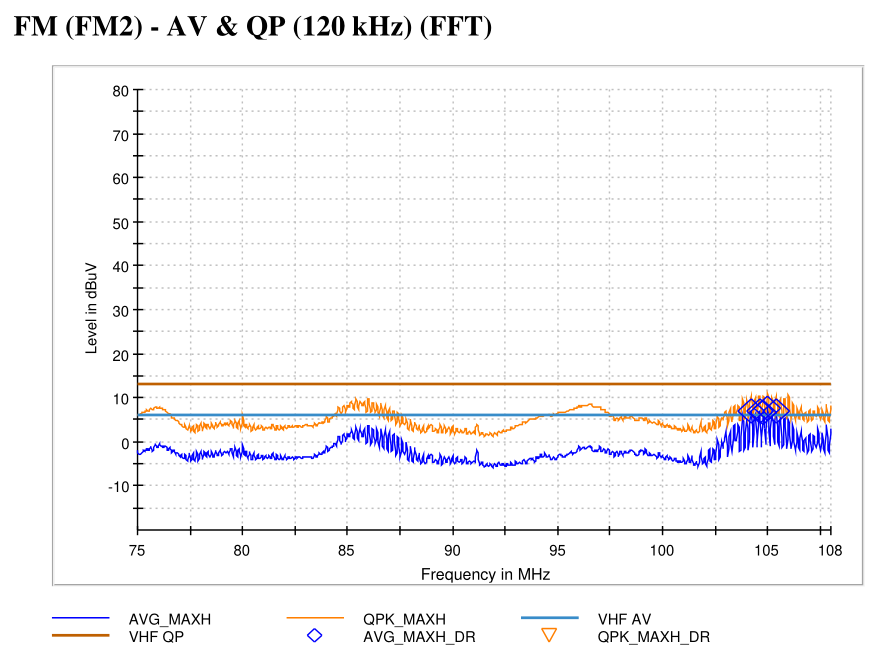 FM (FM2) - AV & QP (120 kHz) (FFT)
80
70
60
50
40
30
20
10
0
-10
Level in dBuV
75 80 85 90 95 100 105 108
Frequency in MHz
AVG_MAXH QPK_MAXH VHF AV
VHF QP AVG_MAXH_DR QPK_MAXH_DR